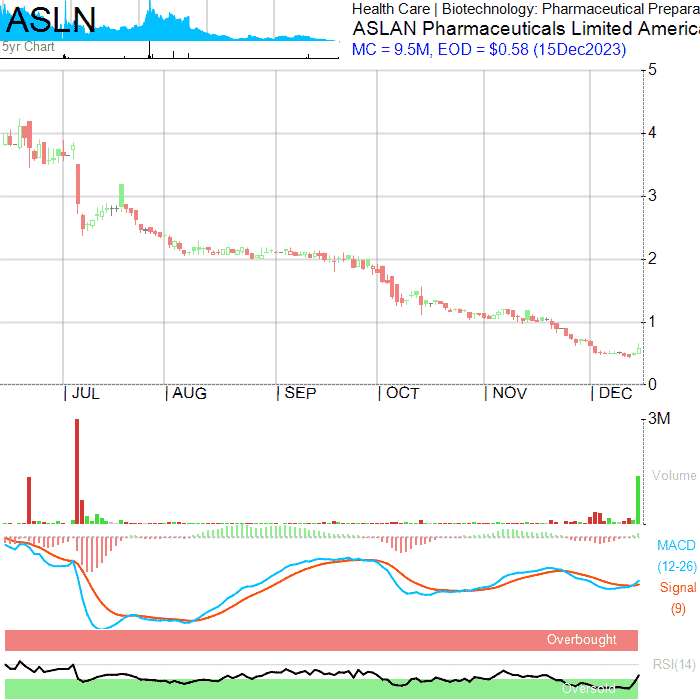 ASLN
5yr Chart
Health Care | Biotechnology: Pharmaceutical Prepara
ASLAN Pharmaceuticals Limited America
MC = 9.5M, EOD = $0.58 (15Dec2023)
5
4
3
2
1
0
JUL AUG SEP OCT NOV DEC
3M
Volume
MACD
(12-26)
Signal
(9)
Overbought
RSI(14)
Oversold